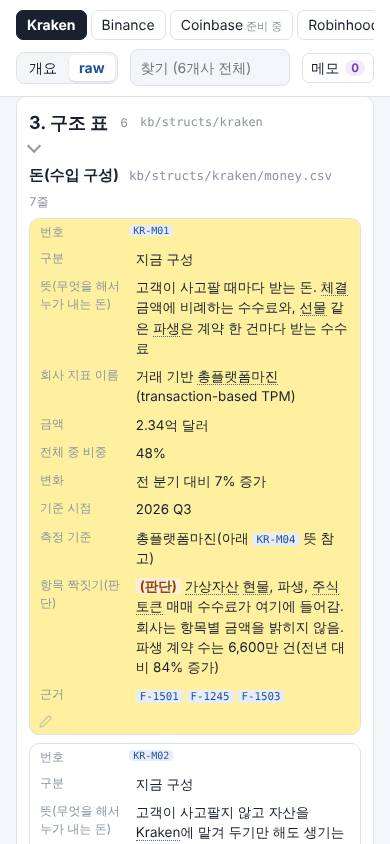 Kraken Binance Coinbase 준비 중 Robinhood
개요 raw 찾기 (6개사 전체) 메모 0
3. 구조 표 6 kb/structs/kraken
돈(수입 구성) kb/structs/kraken/money.csv
7줄
번호 KR-M01
구분 지금 구성
뜻(무엇을 해서 누가 내는 돈) 고객이 사고팔 때마다 받는 돈. 체결
금액에 비례하는 수수료와, 선물 같
은 파생은 계약 한 건마다 받는 수수
료
회사 지표 이름 거래 기반 총플랫폼마진
(transaction-based TPM)
금액 2.34억 달러
전체 중 비중 48%
변화 전 분기 대비 7% 증가
기준 시점 2026 Q3
측정 기준 총플랫폼마진(아래 KR-M04 뜻 참
고)
항목 짝짓기(판단) (판단) 가상자산 현물, 파생, 주식
토큰 매매 수수료가 여기에 들어감.
회사는 항목별 금액을 밝히지 않음.
파생 계약 수는 6,600만 건(전년 대
비 84% 증가)
근거 F-1501 F-1245 F-1503
번호 KR-M02
구분 지금 구성
뜻(무엇을 해서 누가 내는 돈) 고객이 사고팔지 않고 자산을
Kraken에 맡겨 두기만 해도 생기는